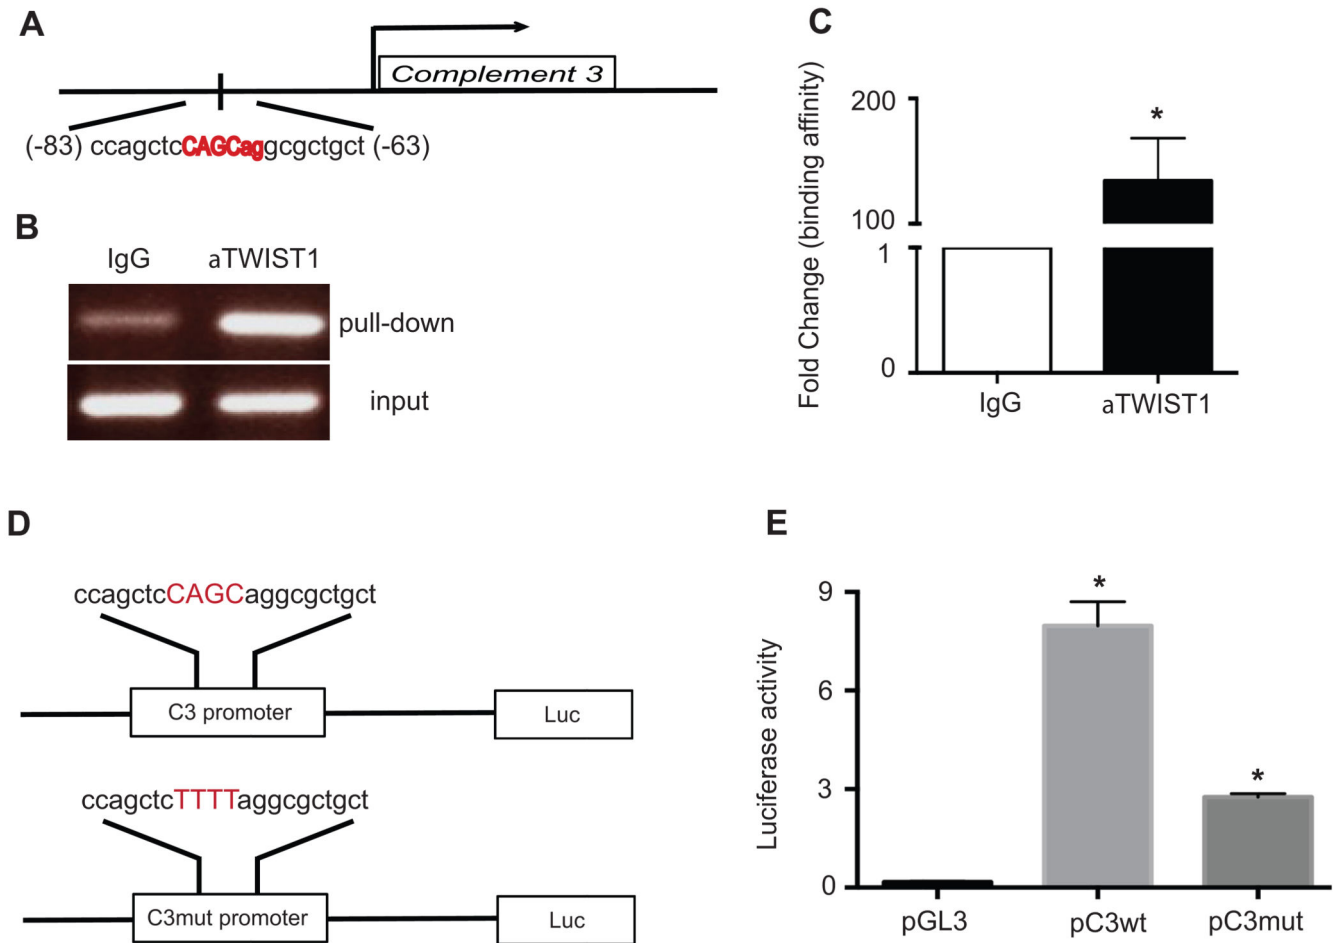 A
Complement 3
(-83) ccagctcCAGCaggcgctgct (-63)
B
IgG aTWIST1
pull-down
input
C
Fold Change (binding affinity)
200
100
1
0
IgG aTWIST1
*
D
ccagctcCAGCaggcgctgct
C3 promoter Luc
ccagctcTTTTaggcgctgct
C3mut promoter Luc
E
Luciferase activity
9
6
3
0
pGL3 pC3wt pC3mut
*
*